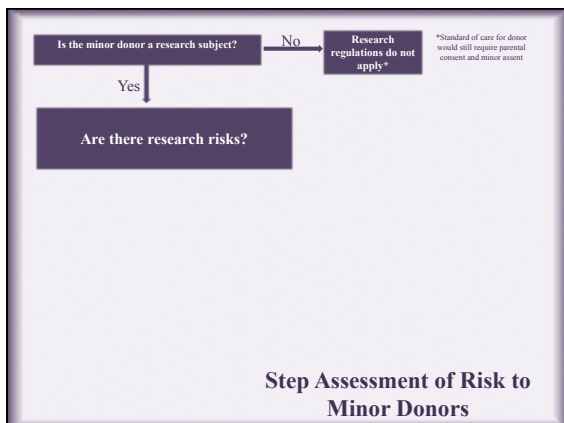 Is the minor donor a research subject?
No
Research
regulations do not
apply*
*Standard of care for donor
would still require parental
consent and minor assent
Yes
Are there research risks?
Step Assessment of Risk to
Minor Donors